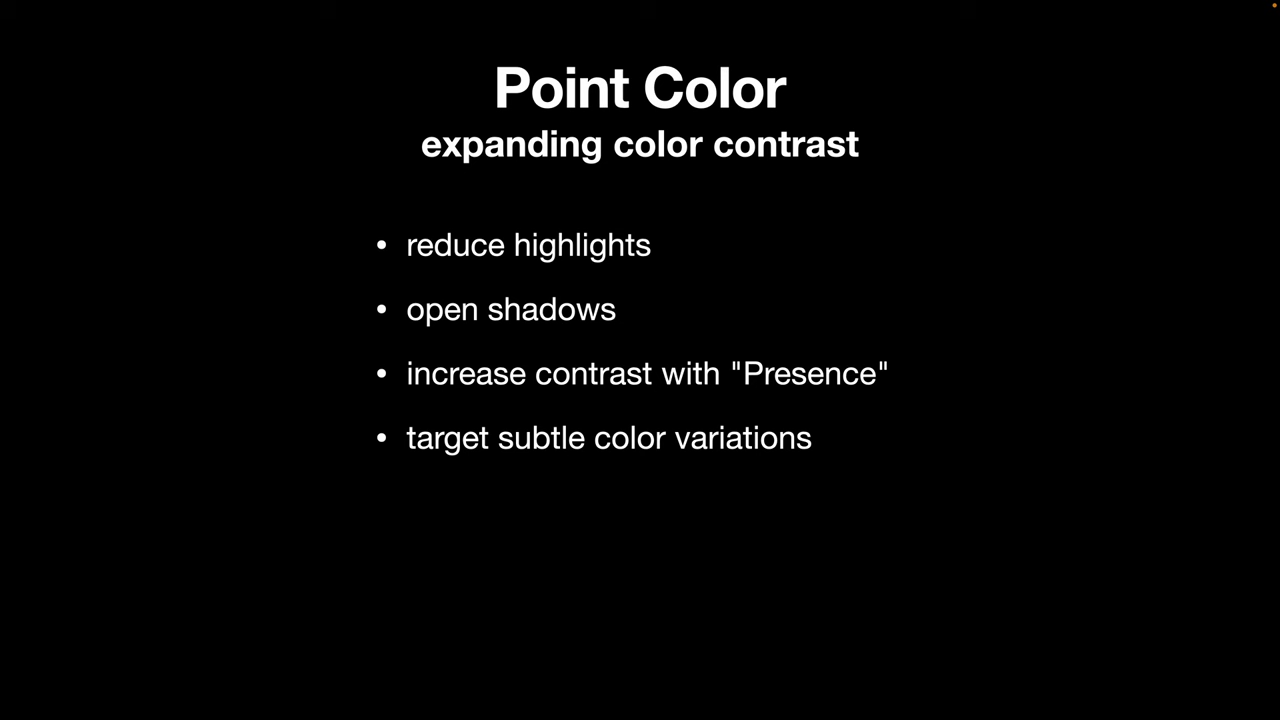 Point Color
expanding color contrast
• reduce highlights
• open shadows
• increase contrast with "Presence"
• target subtle color variations